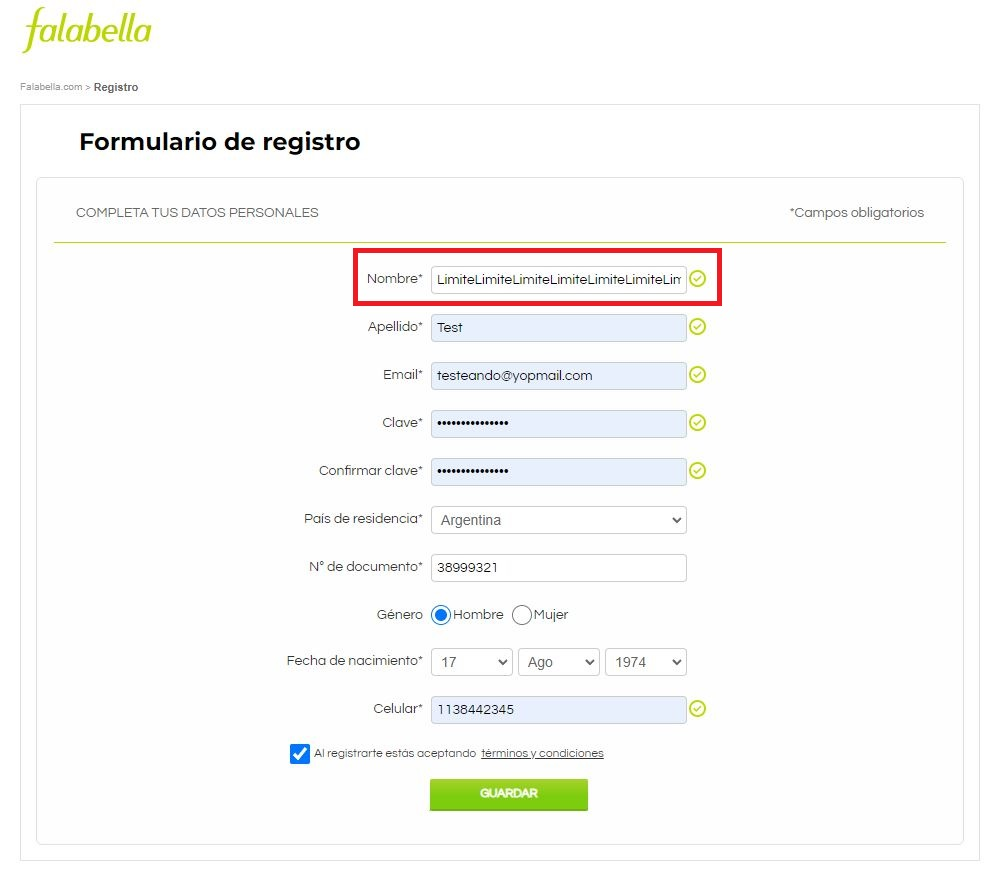 falabella
Falabella.com > Registro
Formulario de registro
COMPLETA TUS DATOS PERSONALES *Campos obligatorios
Nombre* LimiteLimiteLimiteLimiteLimiteLimiteLim
Apellido* Test
Email* testeando@yopmail.com
Clave* •••••••••••••••
Confirmar clave* •••••••••••••••
País de residencia* Argentina
N° de documento* 38999321
Género Hombre Mujer
Fecha de nacimiento* 17 Ago 1974
Celular* 1138442345
Al registrarte estás aceptando términos y condiciones
GUARDAR